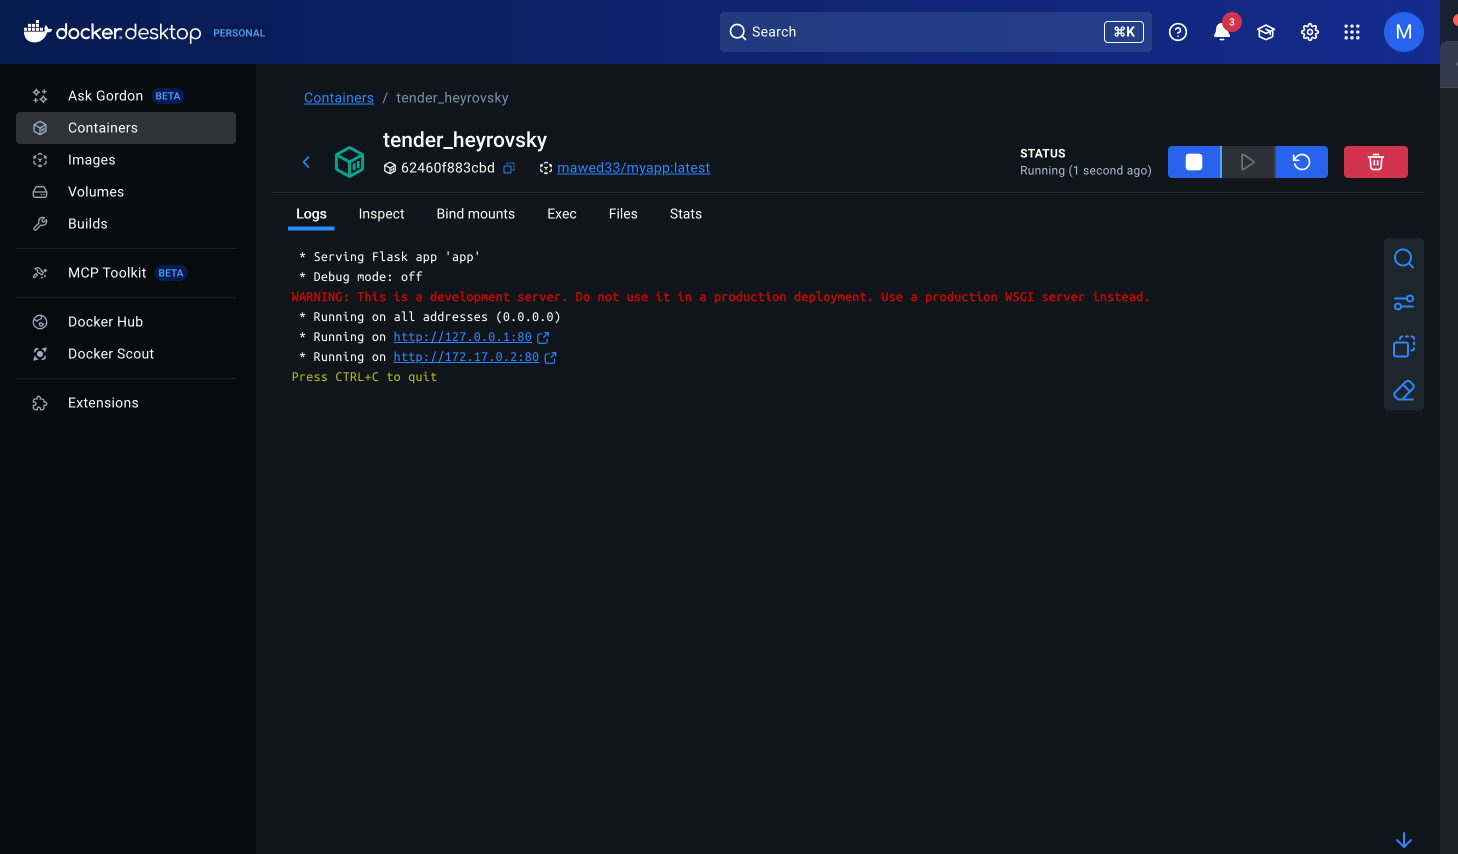 docker.desktop PERSONAL
Search
⌘K
3
M
Ask Gordon BETA
Containers
Images
Volumes
Builds
MCP Toolkit BETA
Docker Hub
Docker Scout
Extensions
Containers / tender_heyrovsky
tender_heyrovsky
62460f883cbd
mawed33/myapp:latest
STATUS
Running (1 second ago)
Logs
Inspect
Bind mounts
Exec
Files
Stats
* Serving Flask app 'app'
* Debug mode: off
WARNING: This is a development server. Do not use it in a production deployment. Use a production WSGI server instead.
* Running on all addresses (0.0.0.0)
* Running on http://127.0.0.1:80
* Running on http://172.17.0.2:80
Press CTRL+C to quit